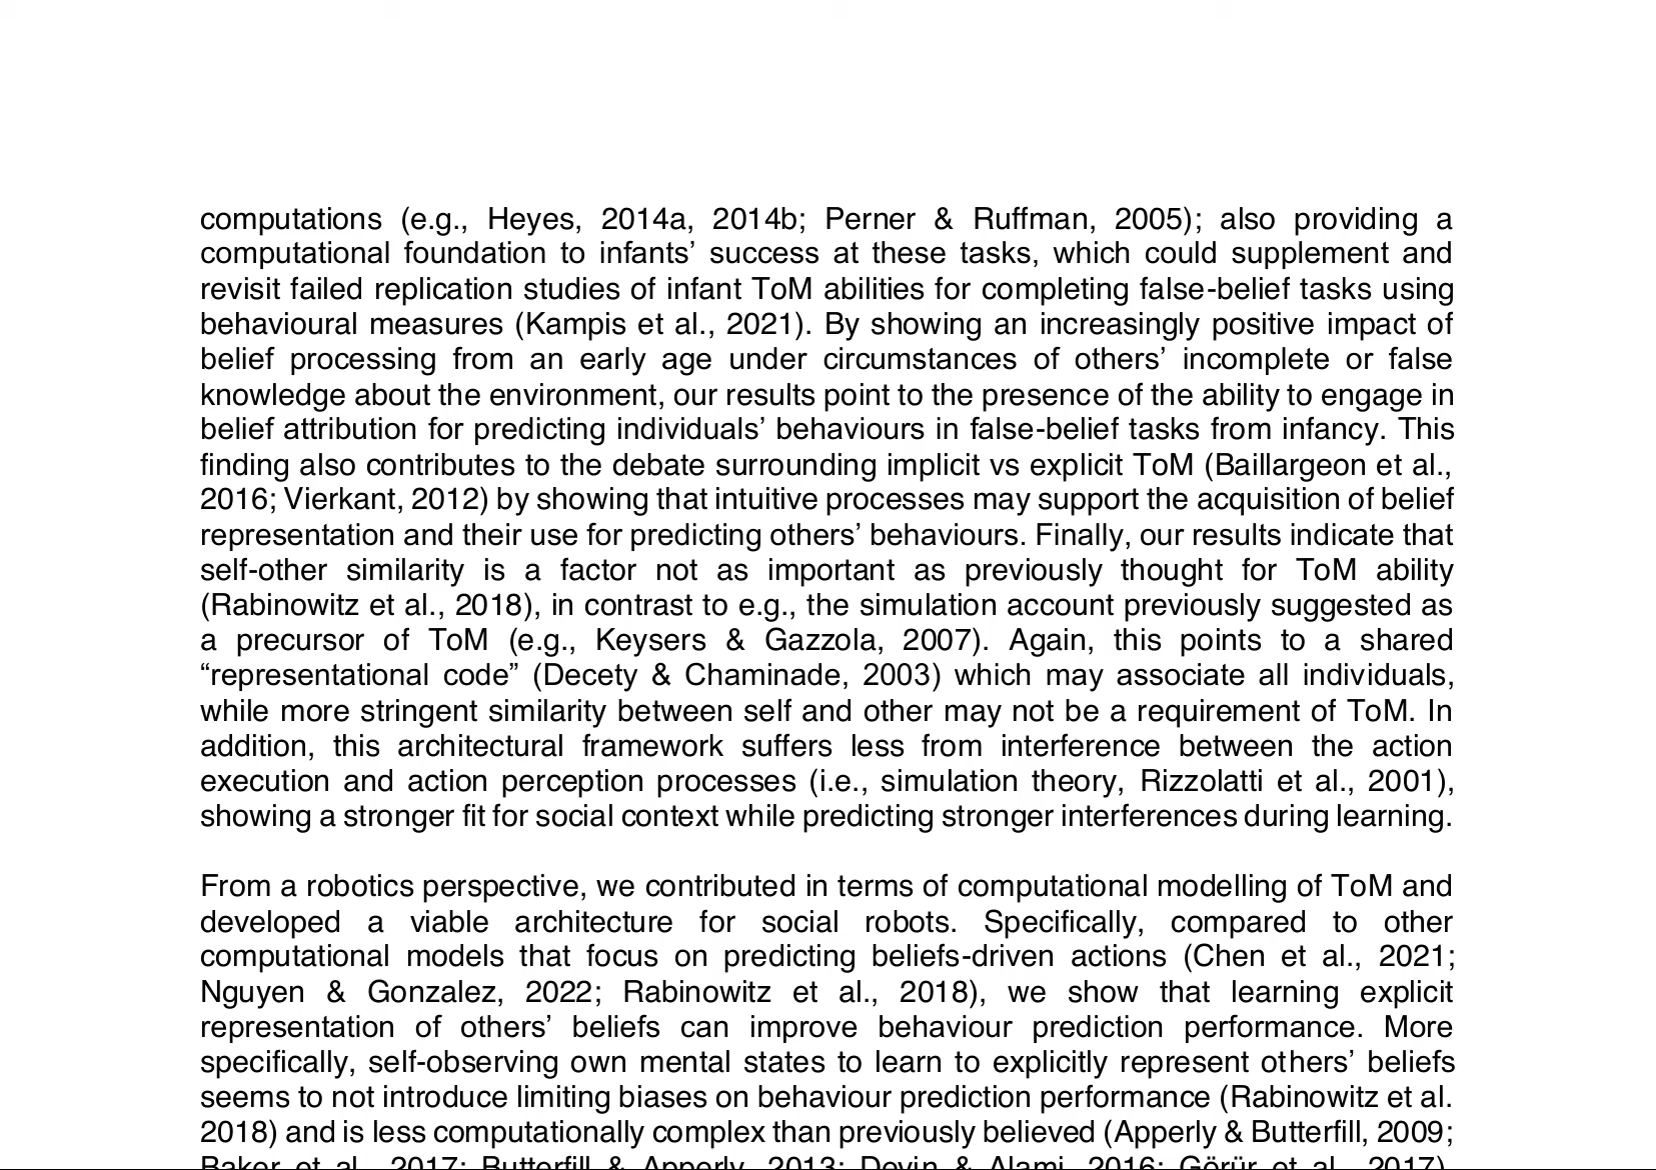 computations (e.g., Heyes, 2014a, 2014b; Perner & Ruffman, 2005); also providing a
computational foundation to infants’ success at these tasks, which could supplement and
revisit failed replication studies of infant ToM abilities for completing false-belief tasks using
behavioural measures (Kampis et al., 2021). By showing an increasingly positive impact of
belief processing from an early age under circumstances of others’ incomplete or false
knowledge about the environment, our results point to the presence of the ability to engage in
belief attribution for predicting individuals’ behaviours in false-belief tasks from infancy. This
finding also contributes to the debate surrounding implicit vs explicit ToM (Baillargeon et al.,
2016; Vierkant, 2012) by showing that intuitive processes may support the acquisition of belief
representation and their use for predicting others’ behaviours. Finally, our results indicate that
self-other similarity is a factor not as important as previously thought for ToM ability
(Rabinowitz et al., 2018), in contrast to e.g., the simulation account previously suggested as
a precursor of ToM (e.g., Keysers & Gazzola, 2007). Again, this points to a shared
“representational code” (Decety & Chaminade, 2003) which may associate all individuals,
while more stringent similarity between self and other may not be a requirement of ToM. In
addition, this architectural framework suffers less from interference between the action
execution and action perception processes (i.e., simulation theory, Rizzolatti et al., 2001),
showing a stronger fit for social context while predicting stronger interferences during learning.
From a robotics perspective, we contributed in terms of computational modelling of ToM and
developed a viable architecture for social robots. Specifically, compared to other
computational models that focus on predicting beliefs-driven actions (Chen et al., 2021;
Nguyen & Gonzalez, 2022; Rabinowitz et al., 2018), we show that learning explicit
representation of others’ beliefs can improve behaviour prediction performance. More
specifically, self-observing own mental states to learn to explicitly represent others’ beliefs
seems to not introduce limiting biases on behaviour prediction performance (Rabinowitz et al.
2018) and is less computationally complex than previously believed (Apperly & Butterfill, 2009;
Baker et al., 2017; Butterfill & Apperly, 2013; Devin & Alami, 2016; Görür et al., 2017).